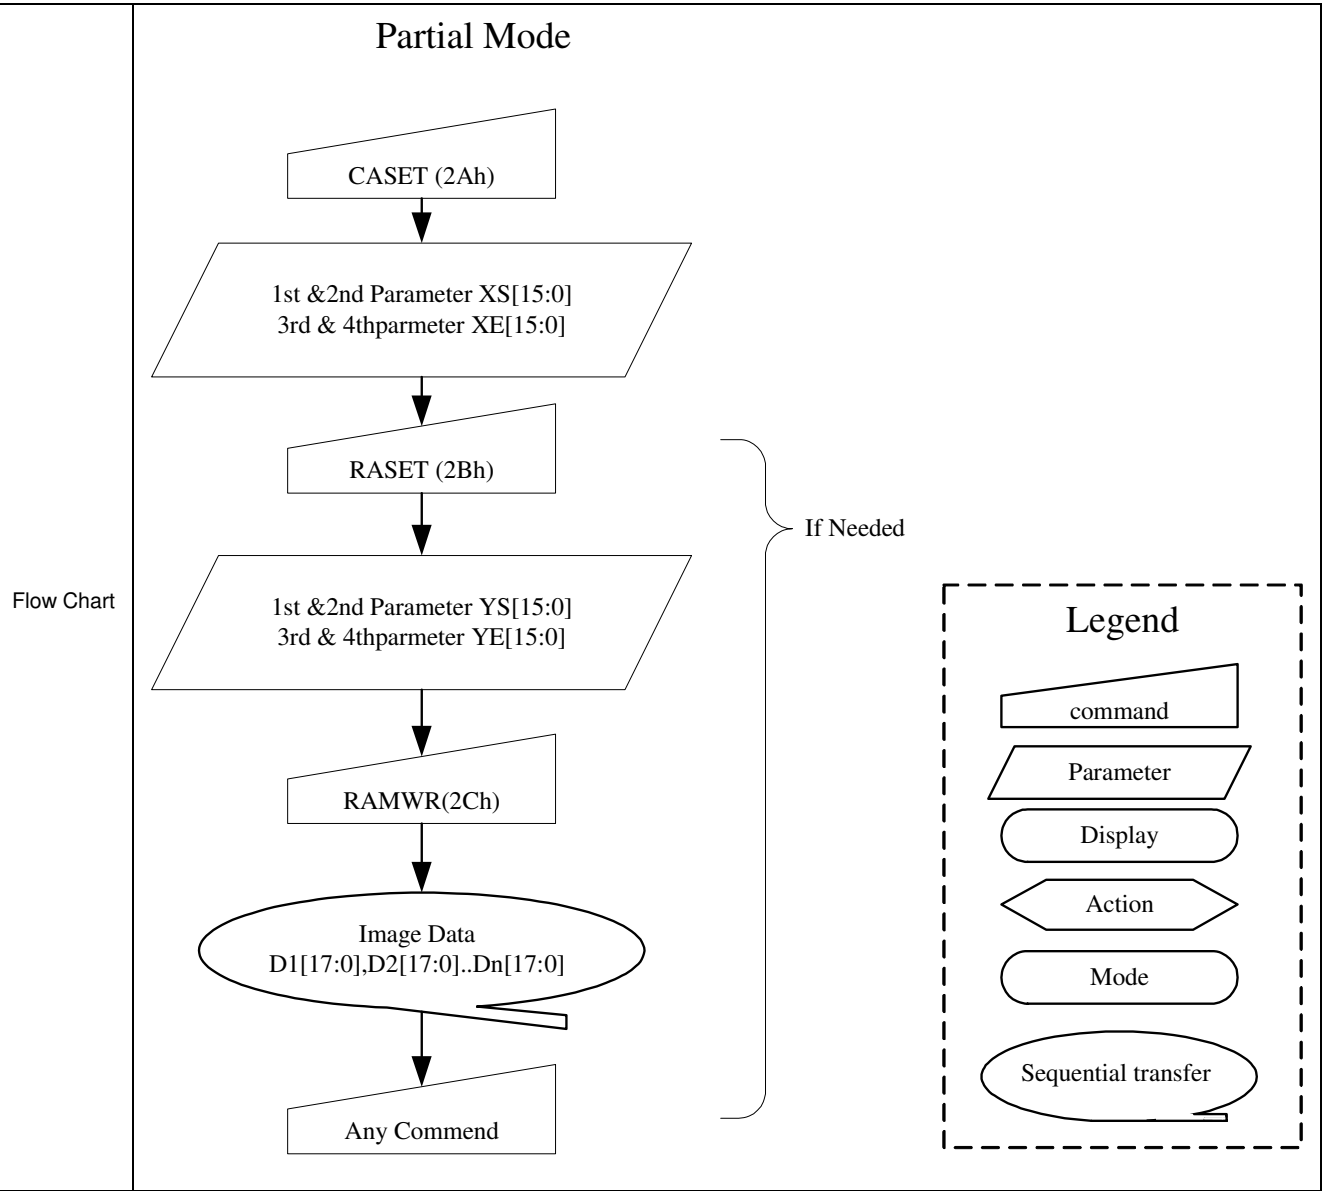 Partial Mode
CASET (2Ah)
1st &2nd Parameter XS[15:0]
3rd & 4thparmeter XE[15:0]
RASET (2Bh)
If Needed
Flow Chart
1st &2nd Parameter YS[15:0]
3rd & 4thparmeter YE[15:0]
RAMWR(2Ch)
Image Data
D1[17:0],D2[17:0]..Dn[17:0]
Any Commend
Legend
command
Parameter
Display
Action
Mode
Sequential transfer